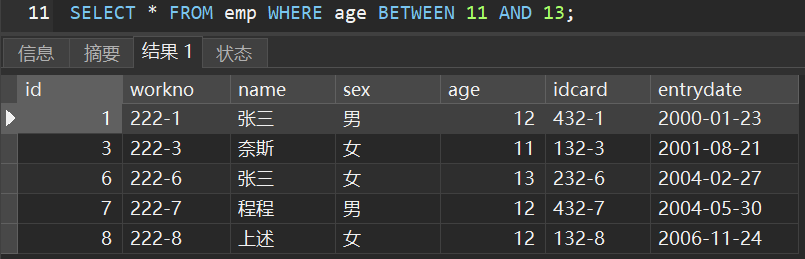 11 SELECT * FROM emp WHERE age BETWEEN 11 AND 13;
信息 摘要 结果 1 状态
id workno name sex age idcard entrydate
1 222-1 张三 男 12 432-1 2000-01-23
3 222-3 奈斯 女 11 132-3 2001-08-21
6 222-6 张三 女 13 232-6 2004-02-27
7 222-7 程程 男 12 432-7 2004-05-30
8 222-8 上述 女 12 132-8 2006-11-24